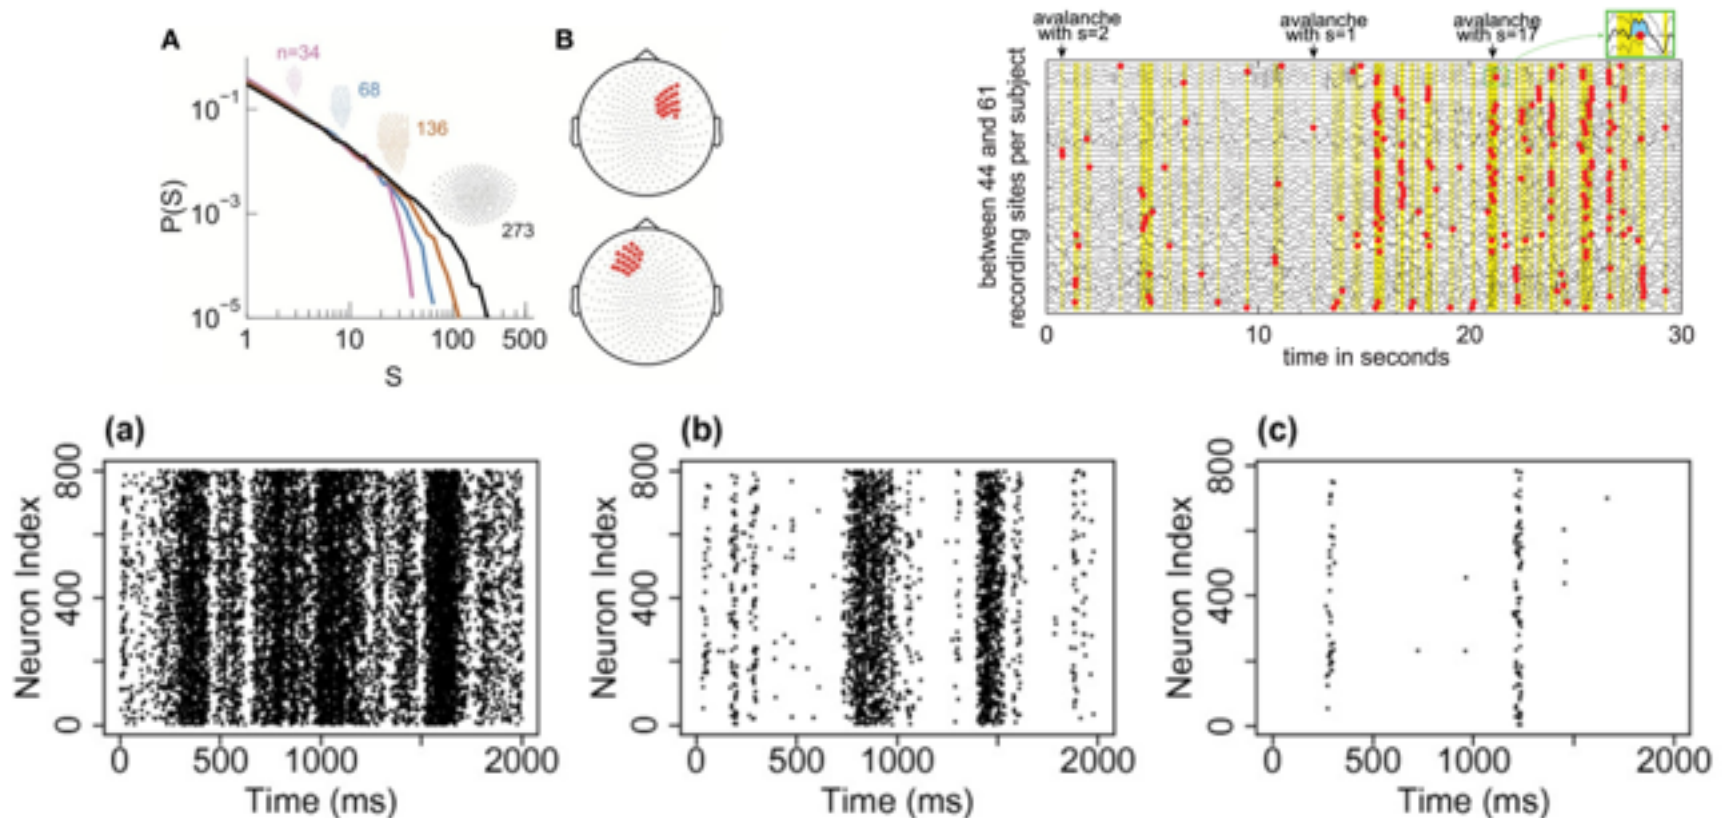 A
n=34
68
136
273
10⁻¹
10⁻³
10⁻⁵
P(S)
1
10
100
500
S
B
avalanche
with s=2
avalanche
with s=1
avalanche
with s=17
between 44 and 61
recording sites per subject
0
10
20
30
time in seconds
(a)
800
400
0
Neuron Index
0
500
1000
2000
Time (ms)
(b)
800
400
0
Neuron Index
0
500
1000
2000
Time (ms)
(c)
800
400
0
Neuron Index
0
500
1000
2000
Time (ms)